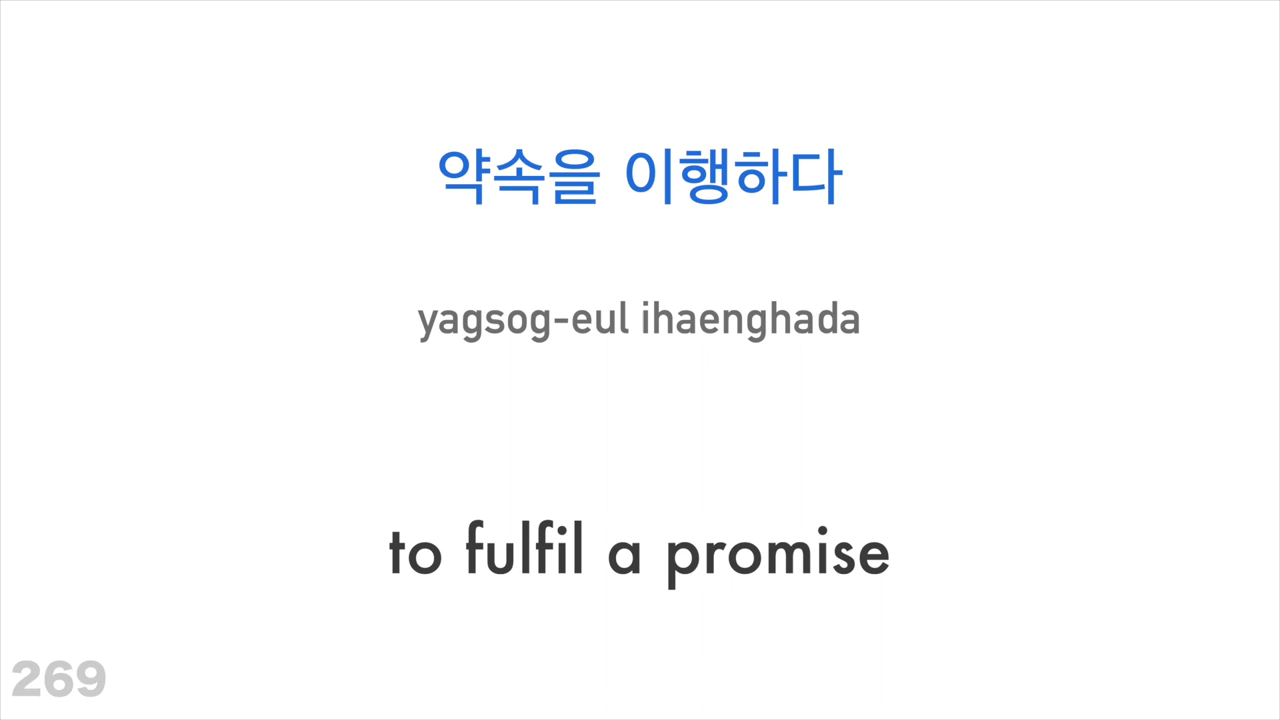 약속을 이행하다
yagsog-eul ihaenghada
to fulfil a promise
269